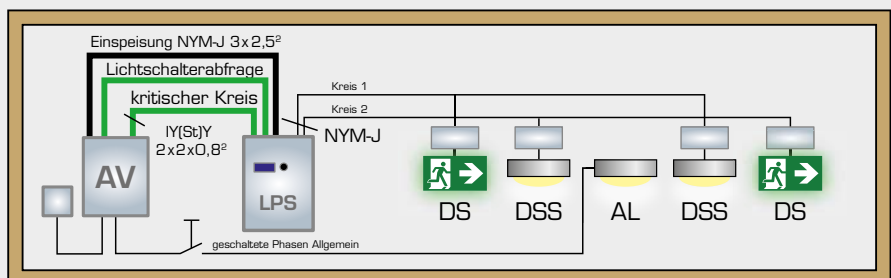 Einspeisung NYM-J 3x2,5²
Lichtschalterabfrage
kritischer Kreis
IY(St)Y
2x2x0,8²
NYM-J
Kreis 1
Kreis 2
AV
LPS
DS
DSS
AL
DSS
DS
geschaltete Phasen Allgemein